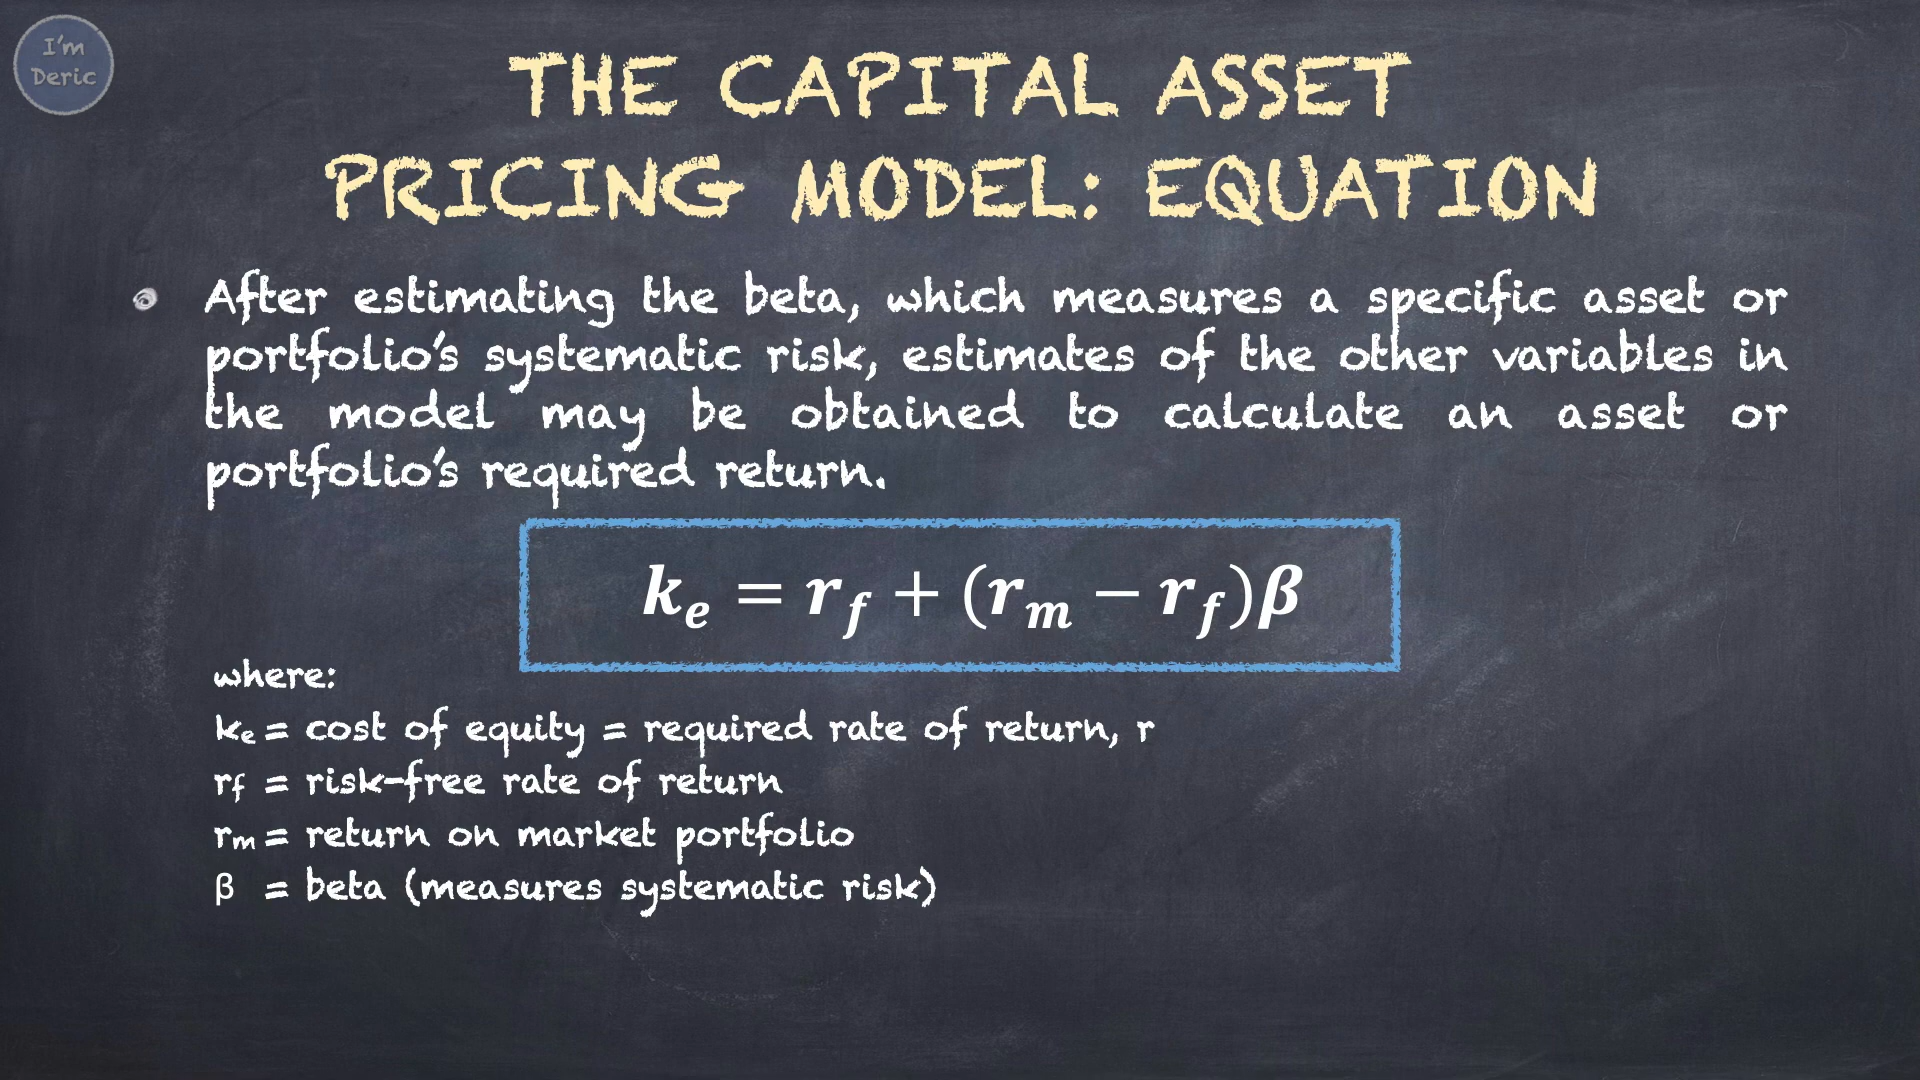 I'm
Deric
THE CAPITAL ASSET
PRICING MODEL: EQUATION
After estimating the beta, which measures a specific asset or
portfolio's systematic risk, estimates of the other variables in
the model may be obtained to calculate an asset or
portfolio's required return.
kₑ = r_f + (rₘ − r_f)β
where:
kₑ = cost of equity = required rate of return, r
r_f = risk-free rate of return
rₘ = return on market portfolio
β = beta (measures systematic risk)